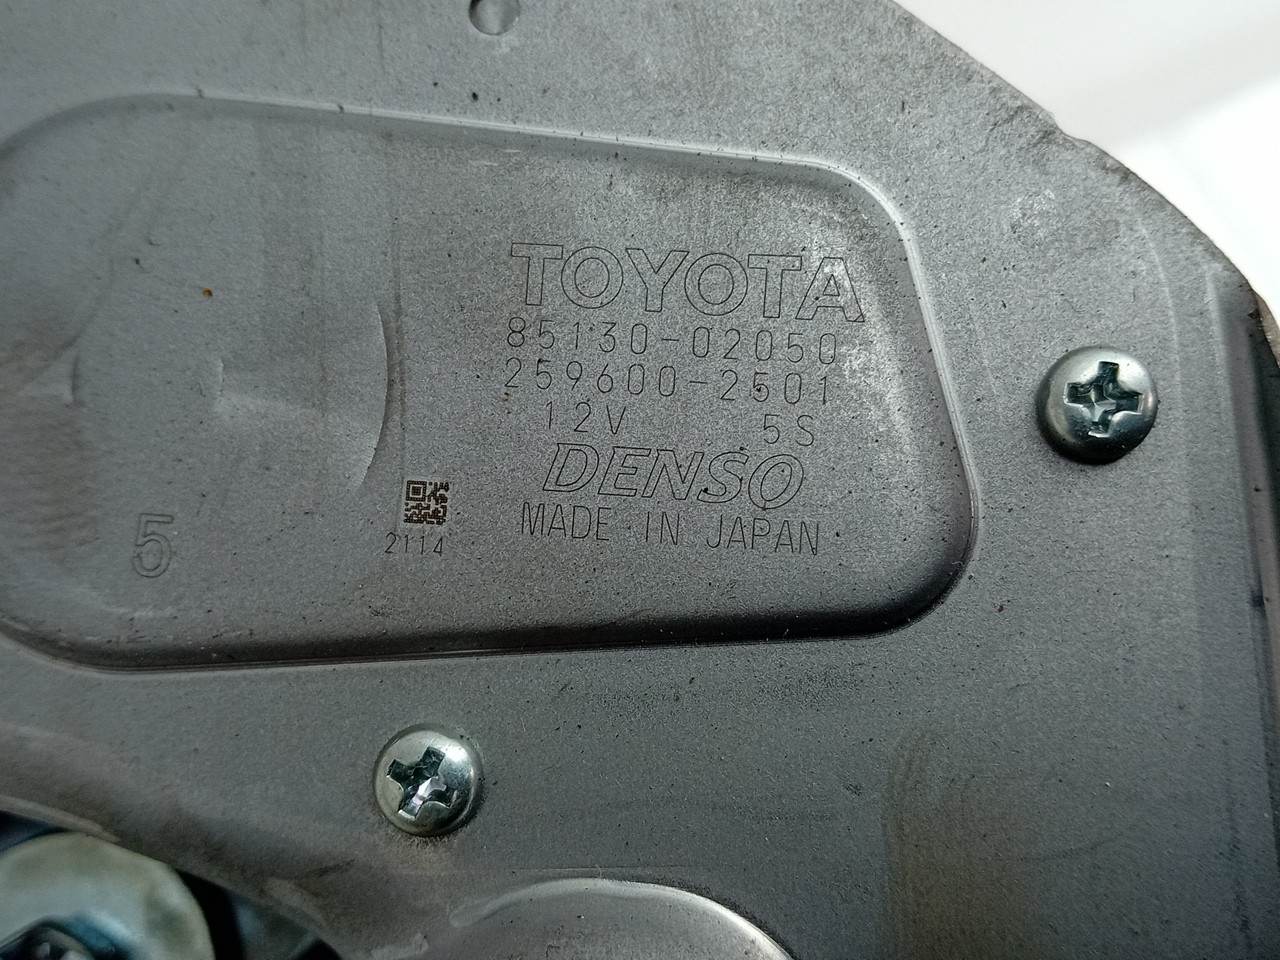 TOYOTA
85130-02050
259600-2501
12V 5S
DENSO
MADE IN JAPAN
2114
5